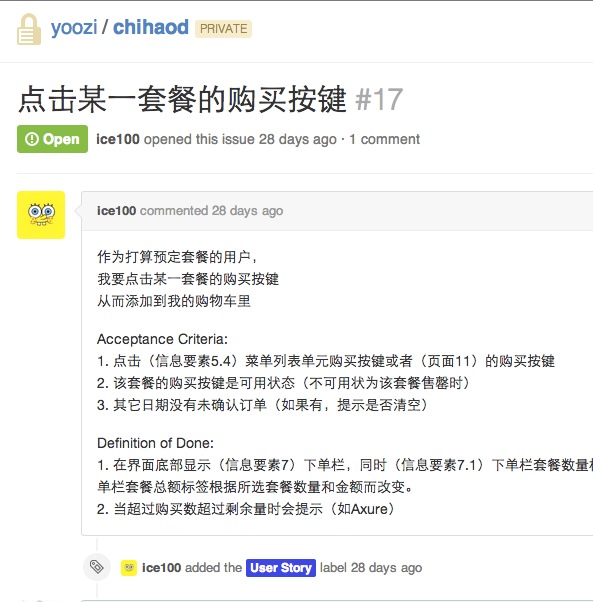 yoozi / chihaod PRIVATE
点击某一套餐的购买按键 #17
Open ice100 opened this issue 28 days ago · 1 comment
ice100 commented 28 days ago
作为打算预定套餐的用户，
我要点击某一套餐的购买按键
从而添加到我的购物车里
Acceptance Criteria:
1. 点击（信息要素5.4）菜单列表单元购买按键或者（页面11）的购买按键
2. 该套餐的购买按键是可用状态（不可用状为该套餐售罄时）
3. 其它日期没有未确认订单（如果有，提示是否清空）
Definition of Done:
1. 在界面底部显示（信息要素7）下单栏，同时（信息要素7.1）下单栏套餐数量
单栏套餐总额标签根据所选套餐数量和金额而改变。
2. 当超过购买数超过剩余量时会提示（如Axure）
ice100 added the User Story label 28 days ago